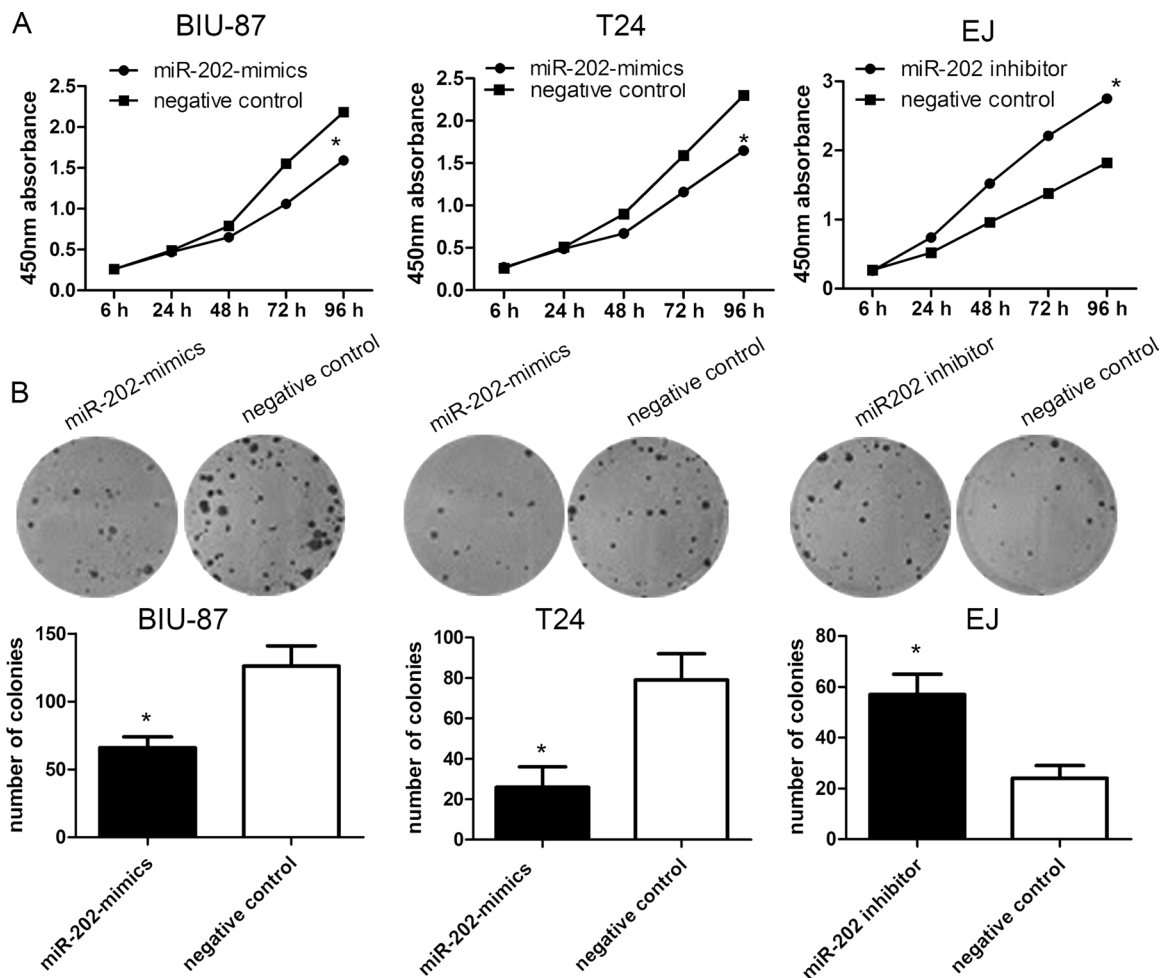 A
BIU-87
miR-202-mimics
negative control
450nm absorbance
2.5
2.0
1.5
1.0
0.5
0.0
6 h 24 h 48 h 72 h 96 h
*
T24
miR-202-mimics
negative control
450nm absorbance
2.5
2.0
1.5
1.0
0.5
0.0
6 h 24 h 48 h 72 h 96 h
*
EJ
miR-202 inhibitor
negative control
450nm absorbance
3
2
1
0
6 h 24 h 48 h 72 h 96 h
*
B
miR-202-mimics
negative control
miR-202-mimics
negative control
miR202 inhibitor
negative control
BIU-87
number of colonies
150
100
50
0
*
miR-202-mimics
negative control
T24
number of colonies
100
80
60
40
20
0
*
miR-202-mimics
negative control
EJ
number of colonies
80
60
40
20
0
*
miR-202 inhibitor
negative control